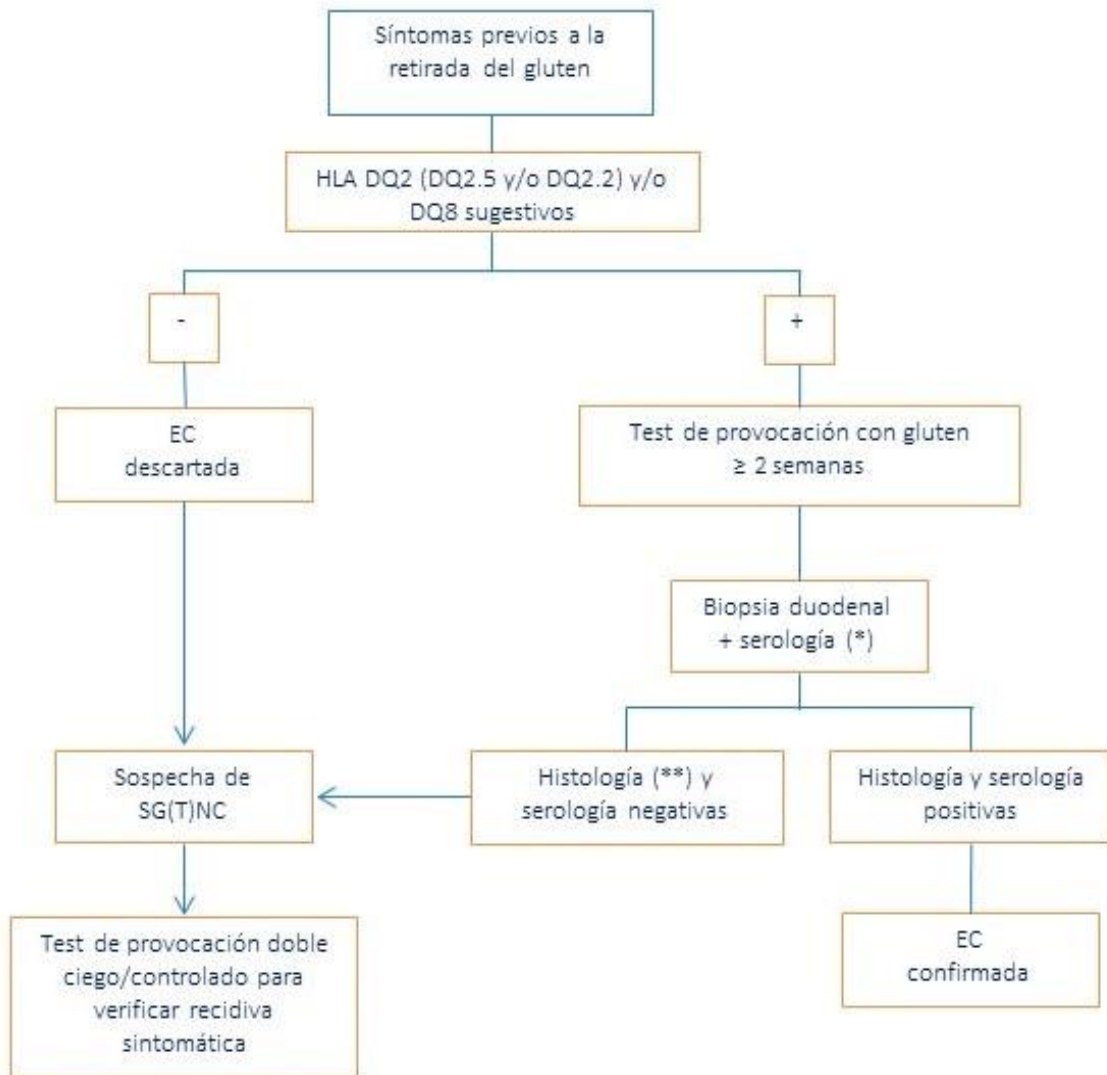 Síntomas previos a la
retirada del gluten
HLA DQ2 (DQ2.5 y/o DQ2.2) y/o
DQ8 sugestivos
-
+
EC
descartada
Test de provocación con gluten
≥ 2 semanas
Biopsia duodenal
+ serología (*)
Sospecha de
SG(T)NC
Histología (**) y
serología negativas
Histología y serología
positivas
Test de provocación doble
ciego/controlado para
verificar recidiva
sintomática
EC
confirmada